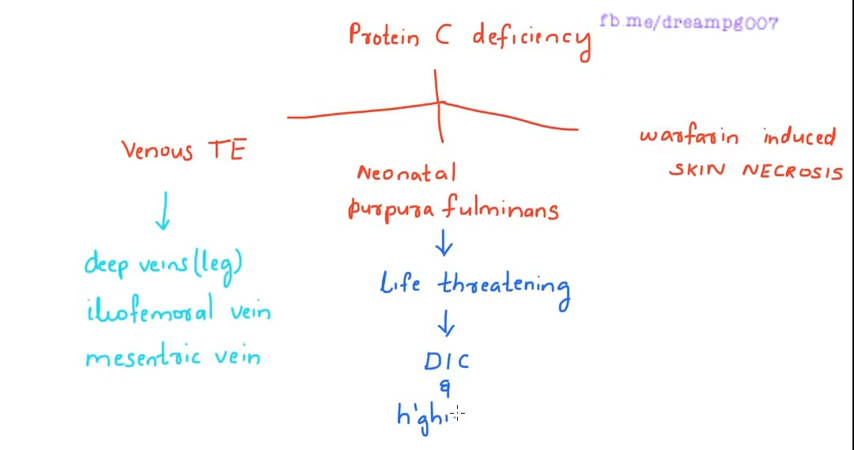 Protein C deficiency
fb.me/dreampg007
Venous TE
deep veins (leg)
iliofemoral vein
mesentric vein
Neonatal
purpura fulminans
Life threatening
DIC
&
warfarin induced
SKIN NECROSIS